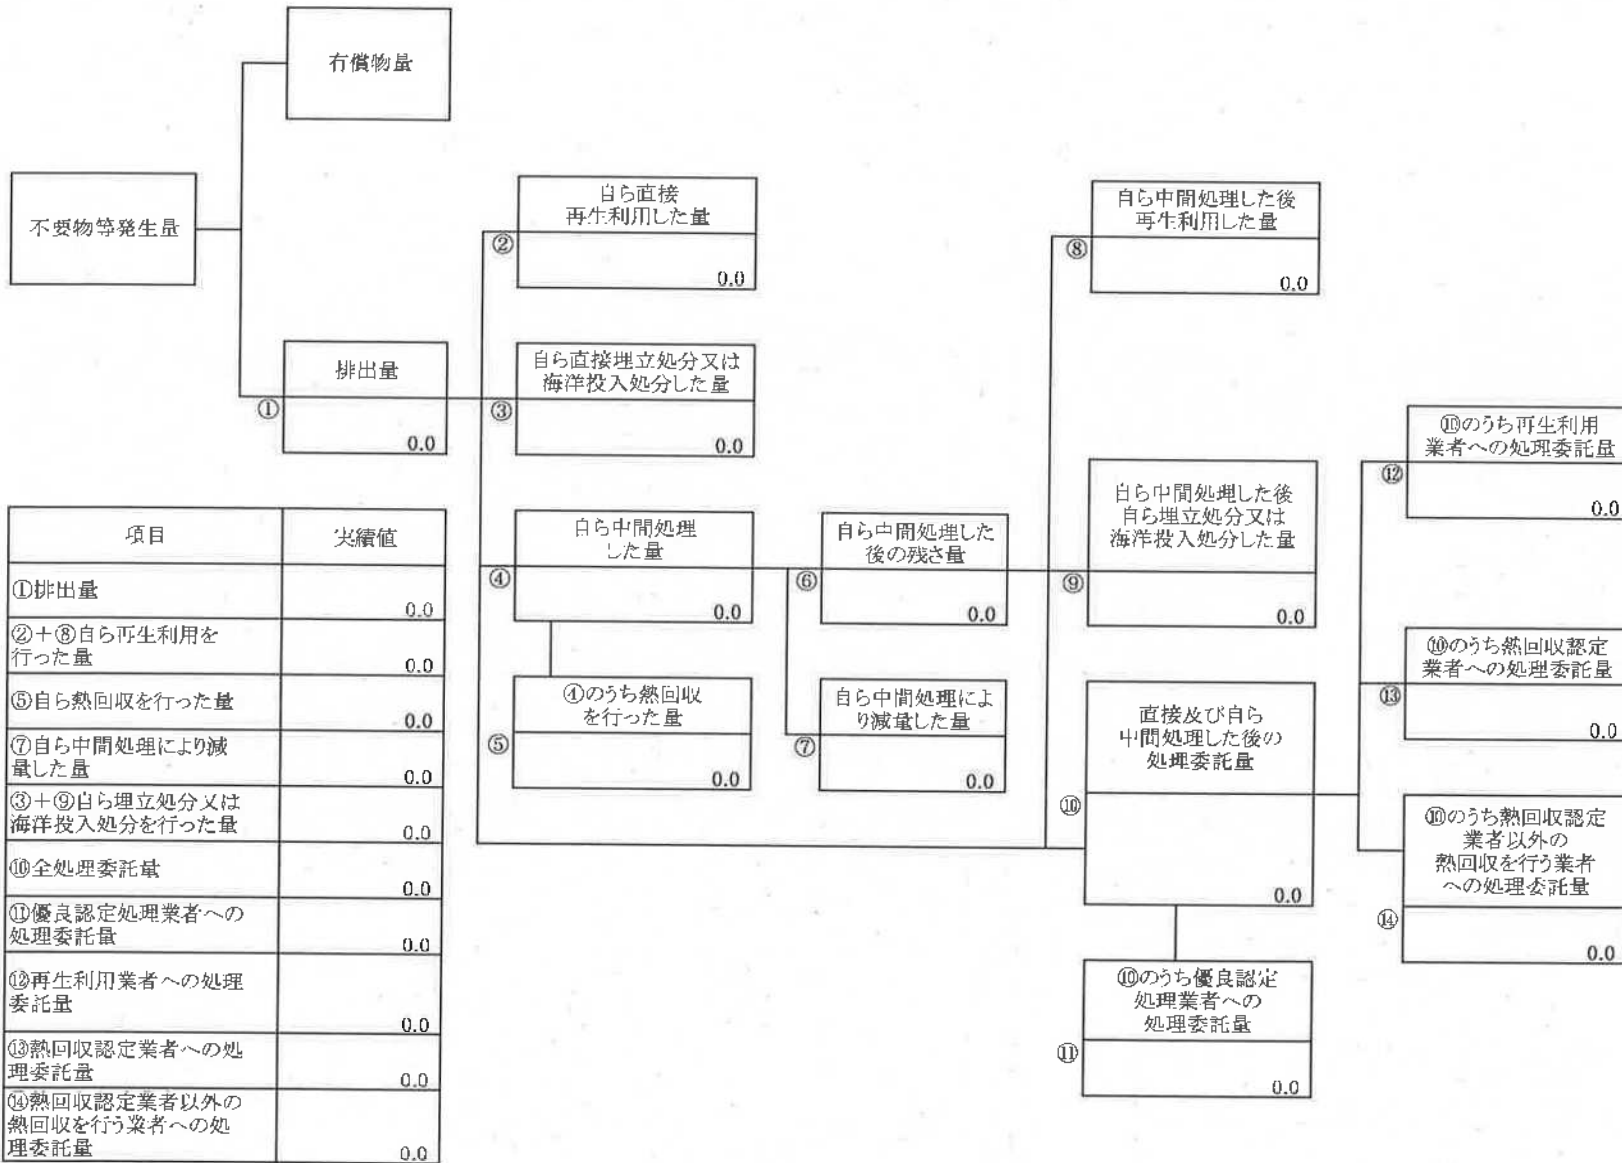 有償物量
不要物等発生量
自ら直接
再生利用した量
②
0.0
自ら中間処理した後
再生利用した量
⑧
0.0
排出量
①
0.0
自ら直接埋立処分又は
海洋投入処分した量
③
0.0
⑩のうち再生利用
業者への処理委託量
⑫
0.0
自ら中間処理
した量
④
0.0
自ら中間処理した
後の残さ量
⑥
0.0
自ら中間処理した後
自ら埋立処分又は
海洋投入処分した量
⑨
0.0
⑩のうち熱回収認定
業者への処理委託量
⑬
0.0
④のうち熱回収
を行った量
⑤
0.0
自ら中間処理によ
り減量した量
⑦
0.0
直接及び自ら
中間処理した後の
処理委託量
⑩
0.0
⑩のうち熱回収認定
業者以外の
熱回収を行う業者
への処理委託量
⑭
0.0
⑩のうち優良認定
処理業者への
処理委託量
⑪
0.0
項目 実績値
①排出量
0.0
②+⑧自ら再生利用を
行った量
0.0
⑤自ら熱回収を行った量
0.0
⑦自ら中間処理により減
量した量
0.0
③+⑨自ら埋立処分又は
海洋投入処分を行った量
0.0
⑩全処理委託量
0.0
⑪優良認定処理業者への
処理委託量
0.0
⑫再生利用業者への処理
委託量
0.0
⑬熱回収認定業者への処
理委託量
0.0
⑭熱回収認定業者以外の
熱回収を行う業者への処
理委託量
0.0